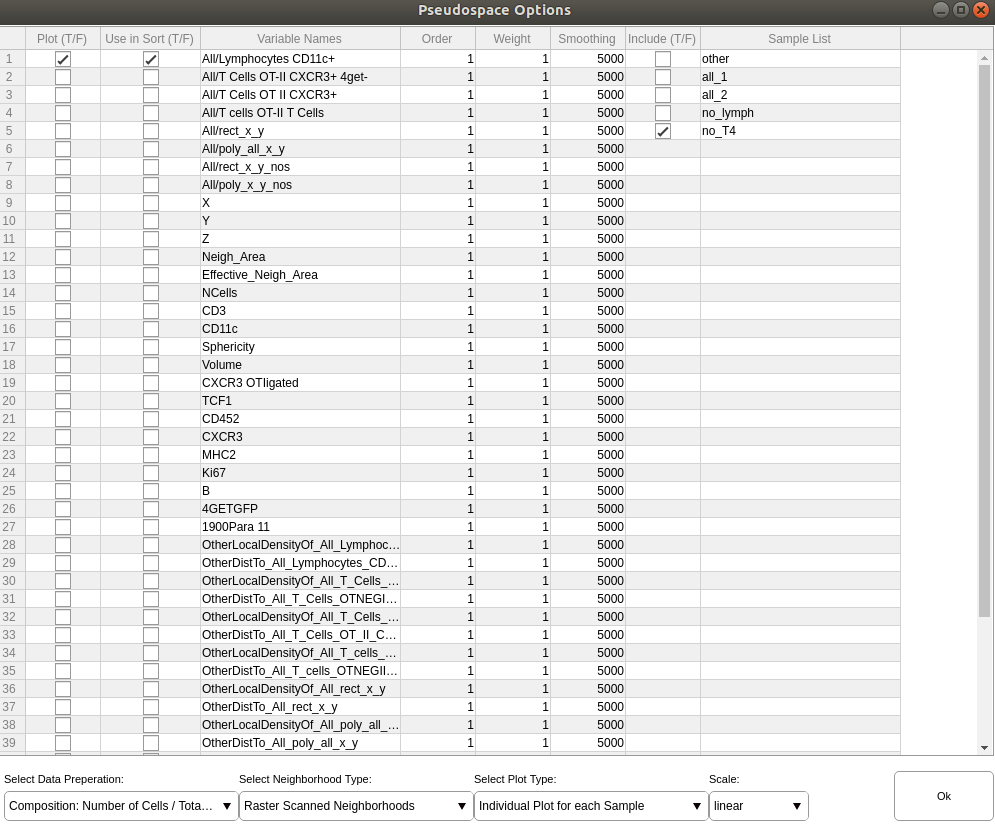 Pseudospace Options
Plot (T/F) Use in Sort (T/F) Variable Names Order Weight Smoothing Include (T/F) Sample List
1 All/Lymphocytes CD11c+ 1 1 5000 other
2 All/T Cells OT-II CXCR3+ 4get- 1 1 5000 all_1
3 All/T Cells OT II CXCR3+ 1 1 5000 all_2
4 All/T cells OT-II T Cells 1 1 5000 no_lymph
5 All/rect_x_y 1 1 5000 no_T4
6 All/poly_all_x_y 1 1 5000
7 All/rect_x_y_nos 1 1 5000
8 All/poly_x_y_nos 1 1 5000
9 X 1 1 5000
10 Y 1 1 5000
11 Z 1 1 5000
12 Neigh_Area 1 1 5000
13 Effective_Neigh_Area 1 1 5000
14 NCells 1 1 5000
15 CD3 1 1 5000
16 CD11c 1 1 5000
17 Sphericity 1 1 5000
18 Volume 1 1 5000
19 CXCR3 OTIIgated 1 1 5000
20 TCF1 1 1 5000
21 CD452 1 1 5000
22 CXCR3 1 1 5000
23 MHC2 1 1 5000
24 Ki67 1 1 5000
25 B 1 1 5000
26 4GETGFP 1 1 5000
27 1900Para 11 1 1 5000
28 OtherLocalDensityOf_All_Lymphoc... 1 1 5000
29 OtherDistTo_All_Lymphocytes_CD... 1 1 5000
30 OtherLocalDensityOf_All_T_Cells_... 1 1 5000
31 OtherDistTo_All_T_Cells_OTNEGI... 1 1 5000
32 OtherLocalDensityOf_All_T_Cells_... 1 1 5000
33 OtherDistTo_All_T_Cells_OT_II_C... 1 1 5000
34 OtherLocalDensityOf_All_T_cells_... 1 1 5000
35 OtherDistTo_All_T_cells_OTNEGII... 1 1 5000
36 OtherLocalDensityOf_All_rect_x_y 1 1 5000
37 OtherDistTo_All_rect_x_y 1 1 5000
38 OtherLocalDensityOf_All_poly_all_... 1 1 5000
39 OtherDistTo_All_poly_all_x_y 1 1 5000
Select Data Preperation: Select Neighborhood Type: Select Plot Type: Scale:
Composition: Number of Cells / Tota... Raster Scanned Neighborhoods Individual Plot for each Sample linear Ok